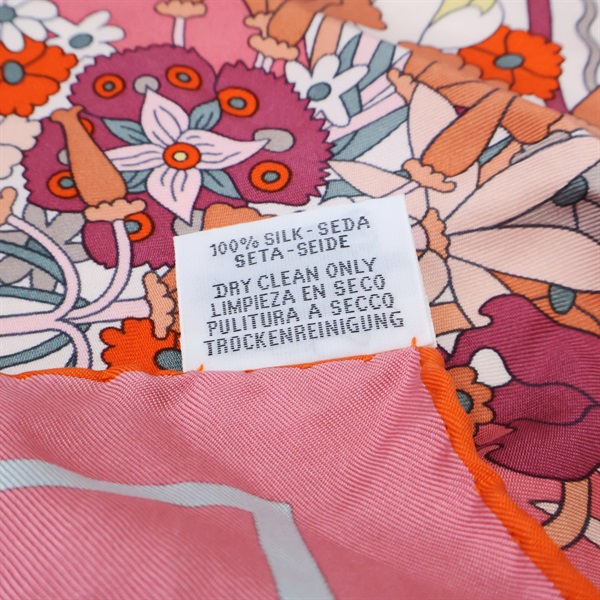 100% SILK - SEDA
SETA - SEIDE
DRY CLEAN ONLY
LIMPIEZA EN SECO
PULITURA A SECCO
TROCKENREINIGUNG